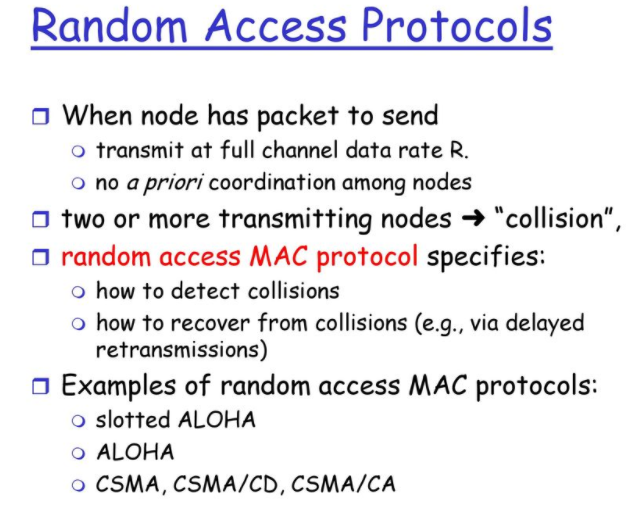 Random Access Protocols
When node has packet to send
transmit at full channel data rate R.
no a priori coordination among nodes
two or more transmitting nodes ➜ "collision",
random access MAC protocol specifies:
how to detect collisions
how to recover from collisions (e.g., via delayed
retransmissions)
Examples of random access MAC protocols:
slotted ALOHA
ALOHA
CSMA, CSMA/CD, CSMA/CA